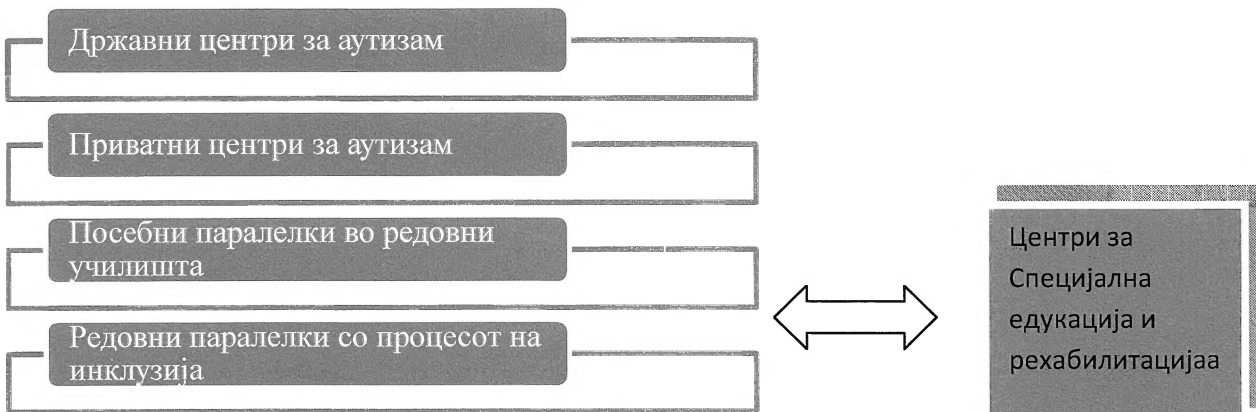 Државни центри за аутизам
Приватни центри за аутизам
Посебни паралелки во редовни
училишта
Редовни паралелки со процесот на
инклузија
Центри за
Специјална
едукација и
рехабилитацијаа